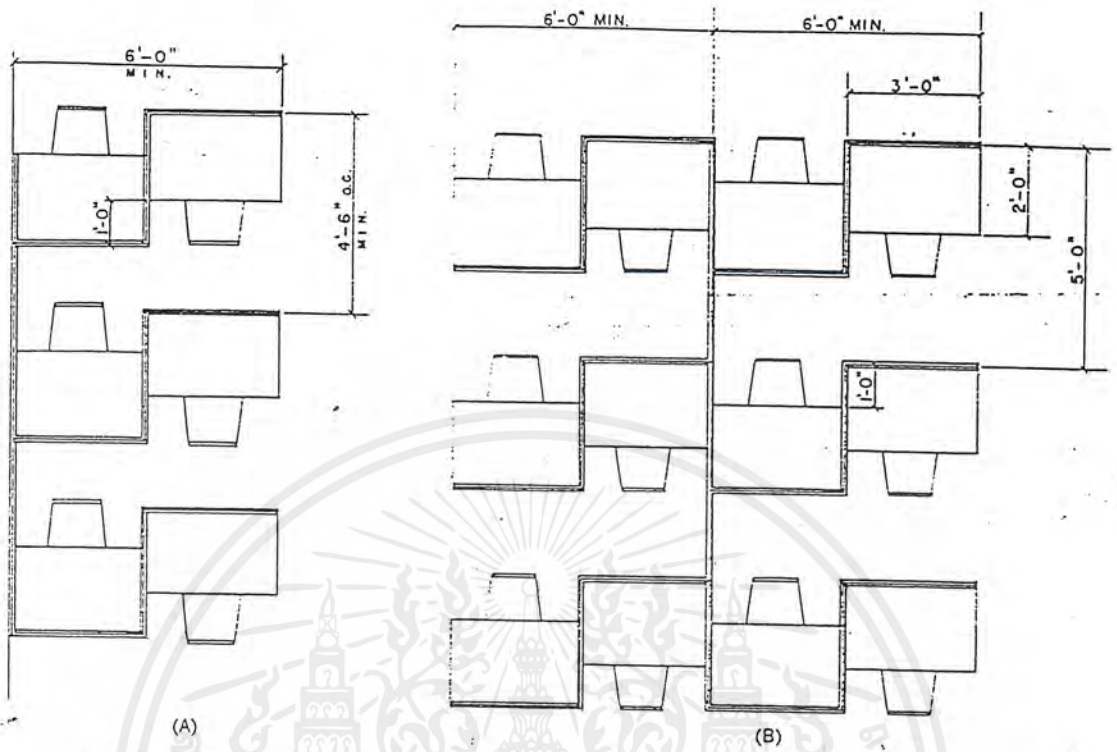 6'-0"
MIN.
1'-0"
4'-6" O.C.
MIN.
(A)
6'-0" MIN.
6'-0" MIN.
3'-0"
2'-0"
5'-0"
1'-0"
(B)